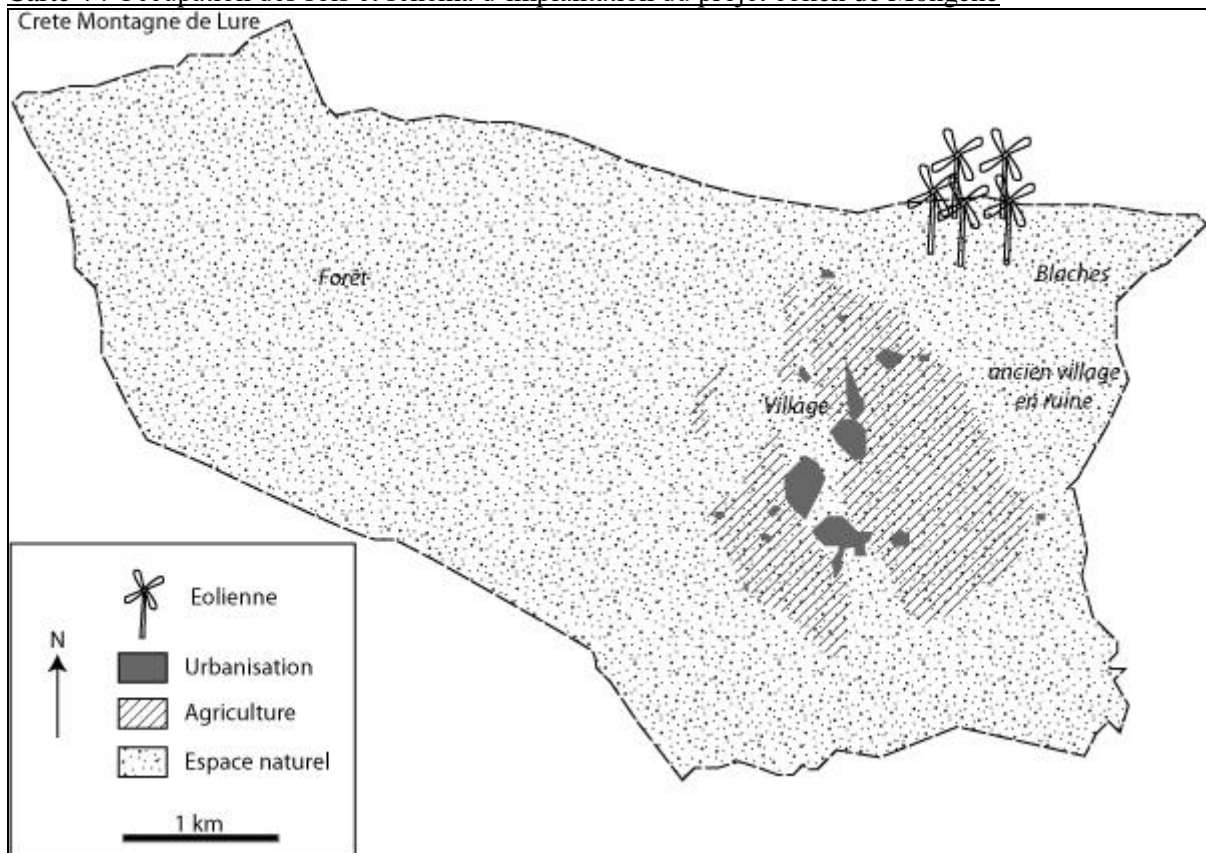 Crete Montagne de Lure
Forêt
Blaches
ancien village
en ruine
Village
Eolienne
N
Urbanisation
Agriculture
Espace naturel
1 km